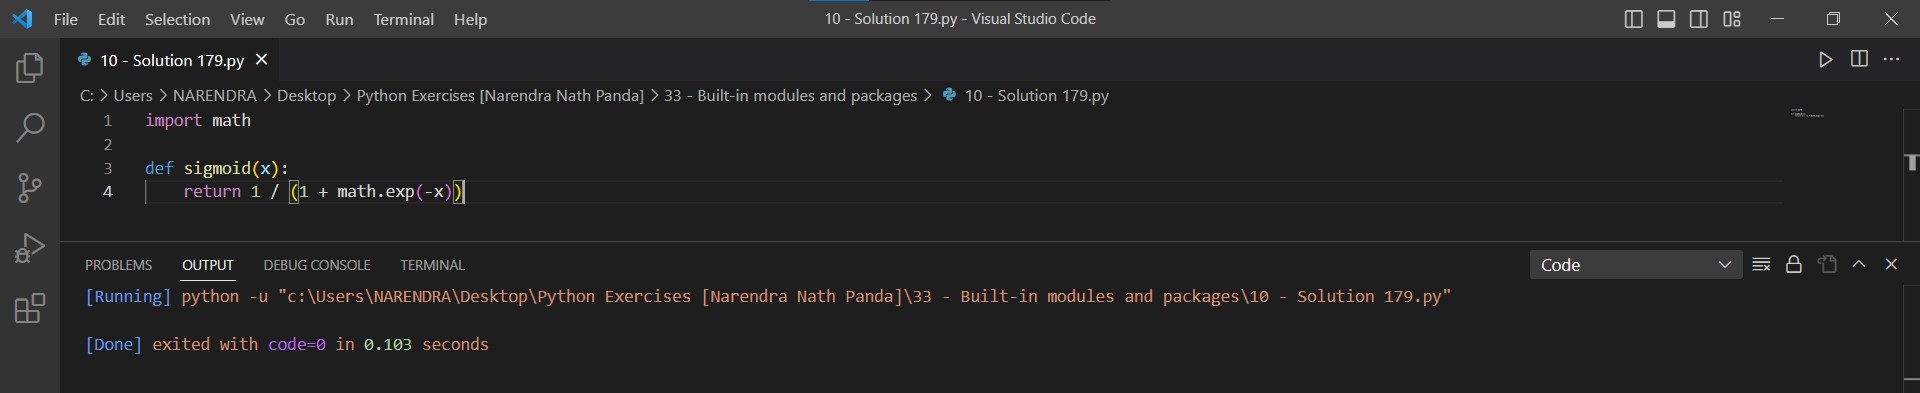 File Edit Selection View Go Run Terminal Help
10 - Solution 179.py - Visual Studio Code
10 - Solution 179.py
C: > Users > NARENDRA > Desktop > Python Exercises [Narendra Nath Panda] > 33 - Built-in modules and packages > 10 - Solution 179.py
1 import math
2
3 def sigmoid(x):
4     return 1 / (1 + math.exp(-x))
PROBLEMS OUTPUT DEBUG CONSOLE TERMINAL
Code
[Running] python -u "c:\Users\NARENDRA\Desktop\Python Exercises [Narendra Nath Panda]\33 - Built-in modules and packages\10 - Solution 179.py"
[Done] exited with code=0 in 0.103 seconds